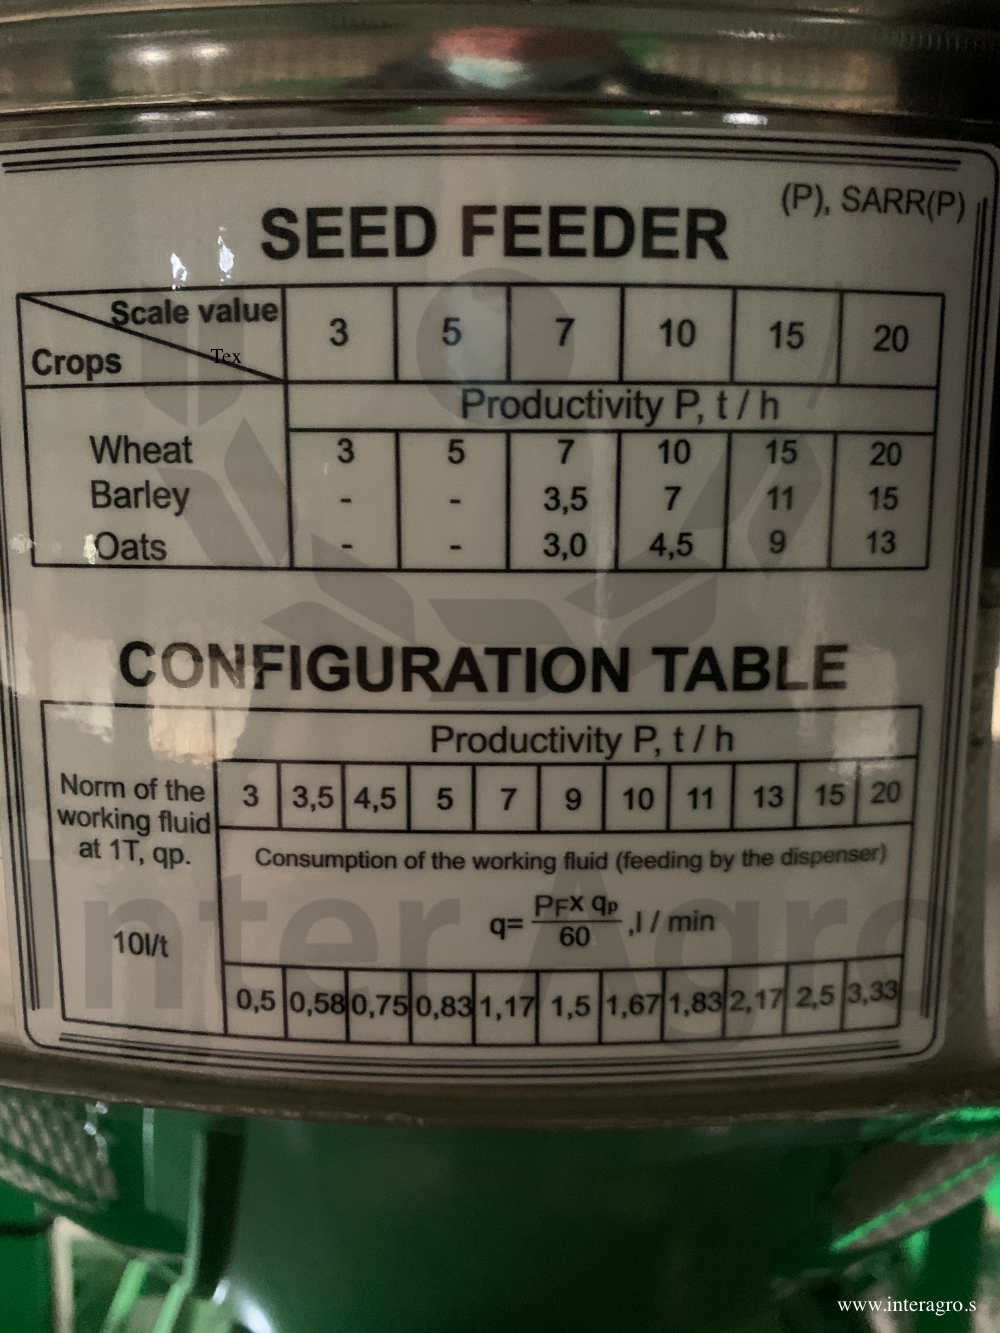 (P), SARR(P)
SEED FEEDER
Scale value 3 5 7 10 15 20
Tex
Crops
Productivity P, t / h
Wheat 3 5 7 10 15 20
Barley - - 3,5 7 11 15
Oats - - 3,0 4,5 9 13
CONFIGURATION TABLE
Productivity P, t / h
Norm of the
working fluid
at 1T, qp.
3 3,5 4,5 5 7 9 10 11 13 15 20
Consumption of the working fluid (feeding by the dispenser)
q= PFx qp
60 ,l / min
10l/t
0,5 0,58 0,75 0,83 1,17 1,5 1,67 1,83 2,17 2,5 3,33
Inter Agro
www.interagro.s